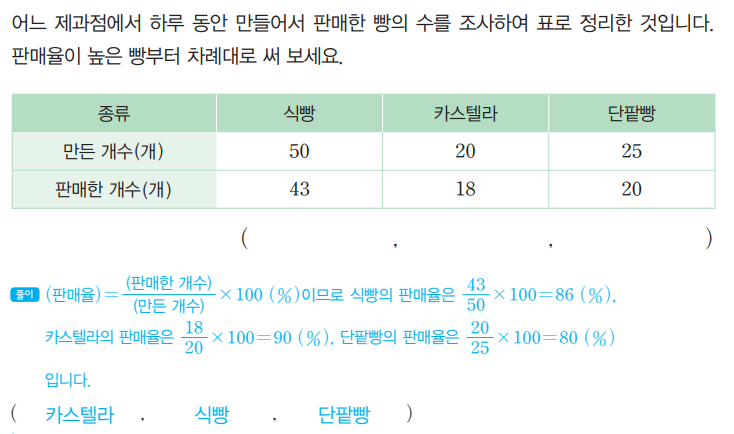 어느 제과점에서 하루 동안 만들어서 판매한 빵의 수를 조사하여 표로 정리한 것입니다.
판매율이 높은 빵부터 차례대로 써 보세요.
종류 식빵 카스텔라 단팥빵
만든 개수(개) 50 20 25
판매한 개수(개) 43 18 20
( , , )
풀이 (판매율)=(판매한 개수)/(만든 개수)×100 (%)이므로 식빵의 판매율은 43/50×100=86 (%),
카스텔라의 판매율은 18/20×100=90 (%), 단팥빵의 판매율은 20/25×100=80 (%)
입니다.
( 카스텔라 , 식빵 , 단팥빵 )